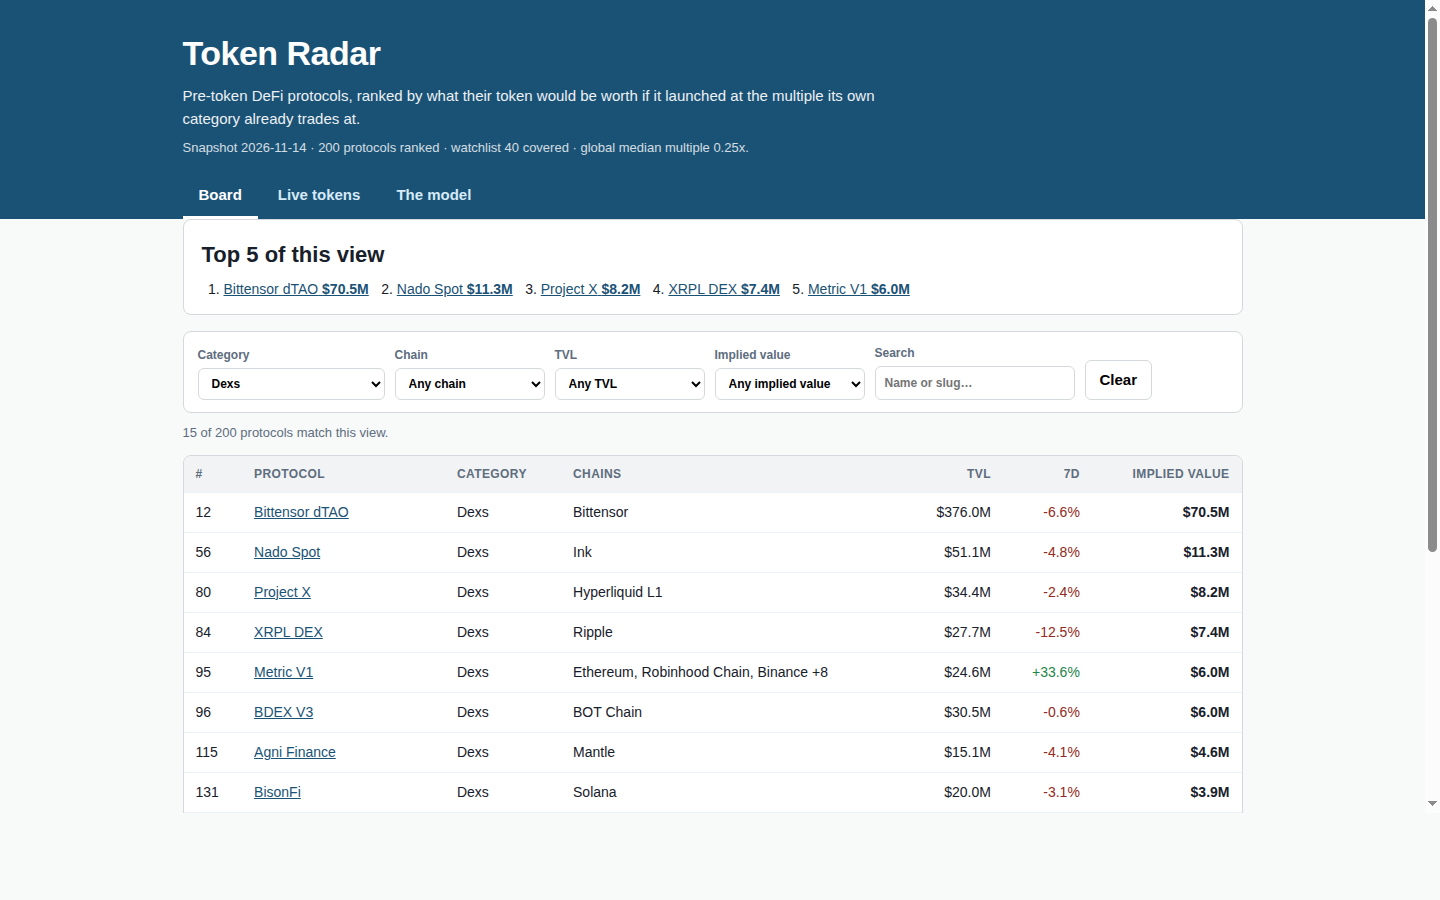 Token Radar
Pre-token DeFi protocols, ranked by what their token would be worth if it launched at the multiple its own
category already trades at.
Snapshot 2026-11-14 · 200 protocols ranked · watchlist 40 covered · global median multiple 0.25x.
Board Live tokens The model
Top 5 of this view
1. Bittensor dTAO $70.5M 2. Nado Spot $11.3M 3. Project X $8.2M 4. XRPL DEX $7.4M 5. Metric V1 $6.0M
Category Chain TVL Implied value Search
Dexs Any chain Any TVL Any implied value Name or slug… Clear
15 of 200 protocols match this view.
# PROTOCOL CATEGORY CHAINS TVL 7D IMPLIED VALUE
12 Bittensor dTAO Dexs Bittensor $376.0M -6.6% $70.5M
56 Nado Spot Dexs Ink $51.1M -4.8% $11.3M
80 Project X Dexs Hyperliquid L1 $34.4M -2.4% $8.2M
84 XRPL DEX Dexs Ripple $27.7M -12.5% $7.4M
95 Metric V1 Dexs Ethereum, Robinhood Chain, Binance +8 $24.6M +33.6% $6.0M
96 BDEX V3 Dexs BOT Chain $30.5M -0.6% $6.0M
115 Agni Finance Dexs Mantle $15.1M -4.1% $4.6M
131 BisonFi Dexs Solana $20.0M -3.1% $3.9M